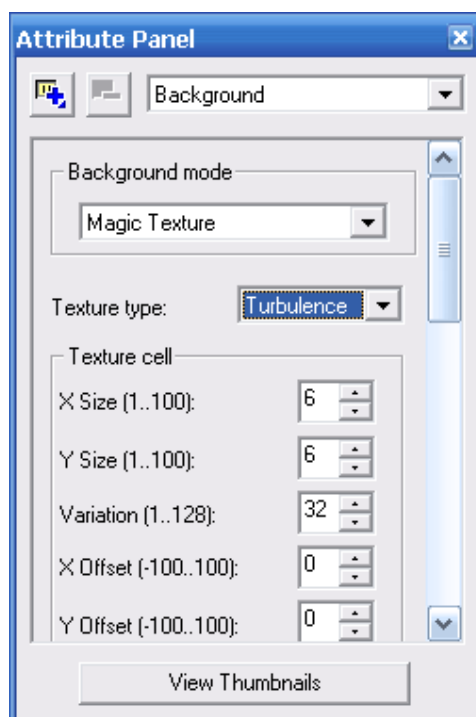 Attribute Panel
Background
Background mode
Magic Texture
Texture type: Turbulence
Texture cell
X Size (1..100): 6
Y Size (1..100): 6
Variation (1..128): 32
X Offset (-100..100): 0
Y Offset (-100..100): 0
View Thumbnails